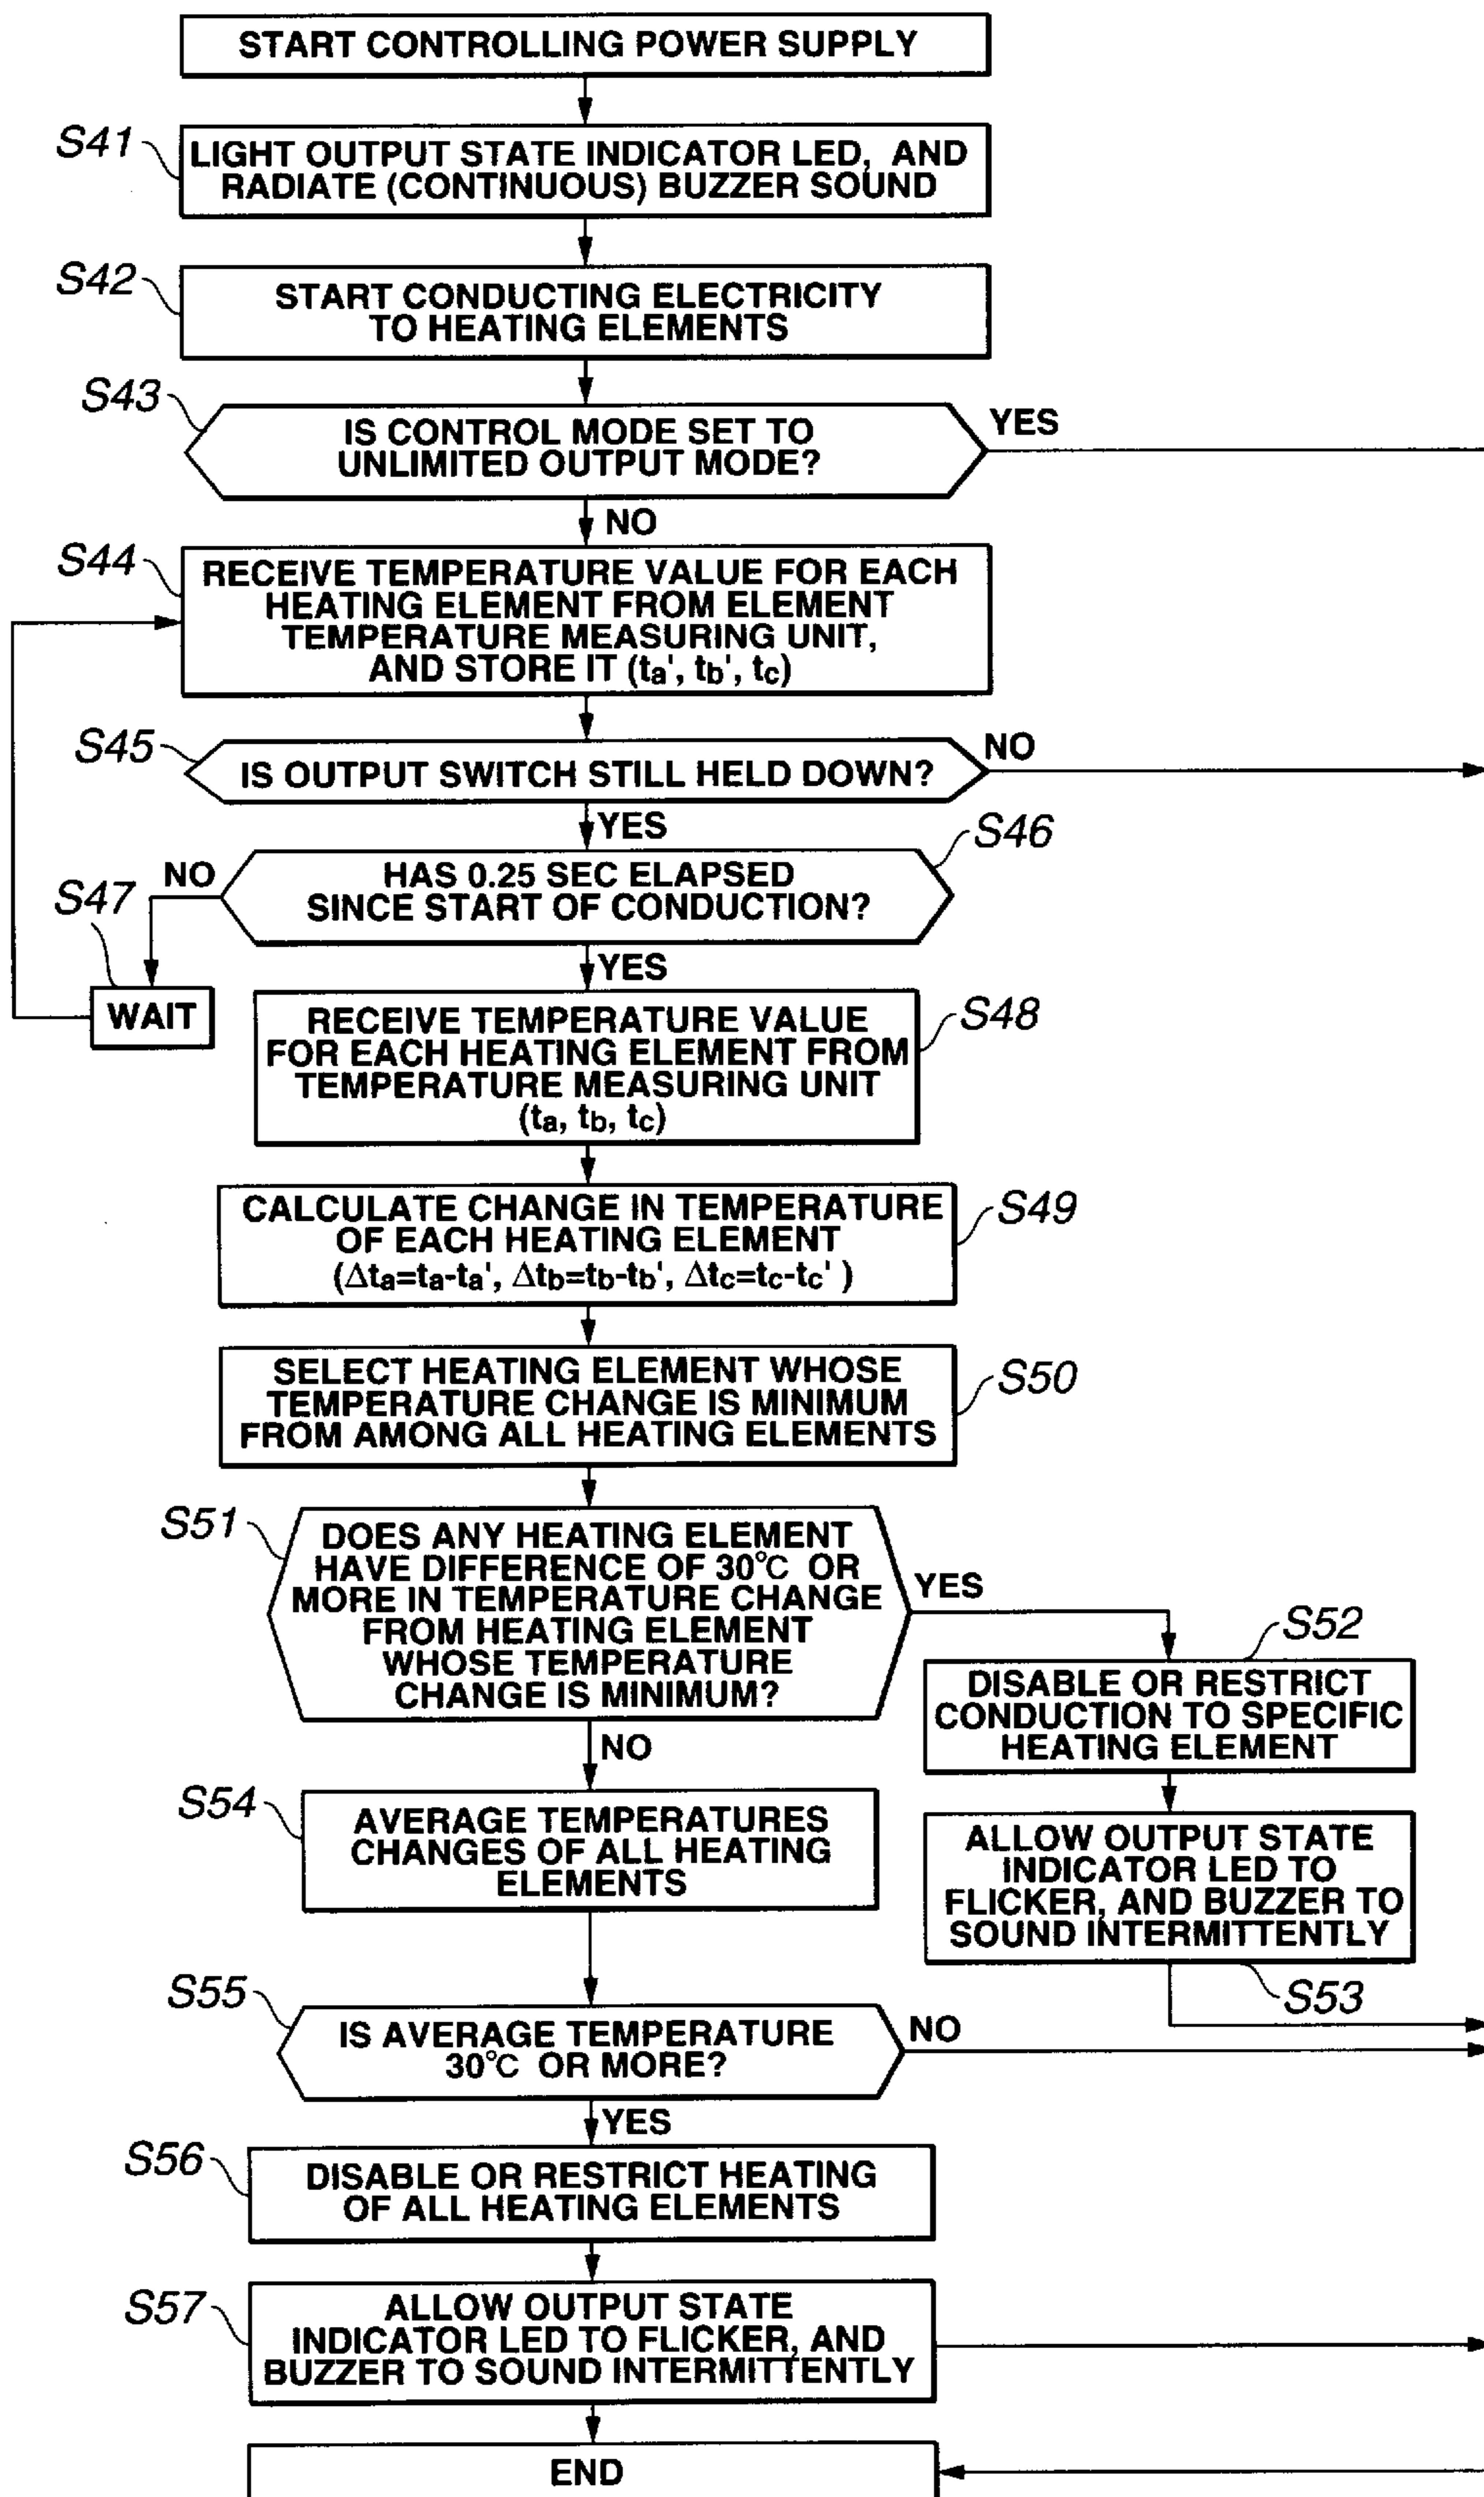 START CONTROLLING POWER SUPPLY
S41
LIGHT OUTPUT STATE INDICATOR LED, AND
RADIATE (CONTINUOUS) BUZZER SOUND
S42
START CONDUCTING ELECTRICITY
TO HEATING ELEMENTS
S43
IS CONTROL MODE SET TO
UNLIMITED OUTPUT MODE?
YES
NO
S44
RECEIVE TEMPERATURE VALUE FOR EACH
HEATING ELEMENT FROM ELEMENT
TEMPERATURE MEASURING UNIT,
AND STORE IT (ta', tb', tc)
S45
IS OUTPUT SWITCH STILL HELD DOWN?
NO
YES
S46
HAS 0.25 SEC ELAPSED
SINCE START OF CONDUCTION?
NO
S47
WAIT
YES
S48
RECEIVE TEMPERATURE VALUE
FOR EACH HEATING ELEMENT FROM
TEMPERATURE MEASURING UNIT
(ta, tb, tc)
S49
CALCULATE CHANGE IN TEMPERATURE
OF EACH HEATING ELEMENT
(Δta=ta-ta', Δtb=tb-tb', Δtc=tc-tc' )
S50
SELECT HEATING ELEMENT WHOSE
TEMPERATURE CHANGE IS MINIMUM
FROM AMONG ALL HEATING ELEMENTS
S51
DOES ANY HEATING ELEMENT
HAVE DIFFERENCE OF 30°C OR
MORE IN TEMPERATURE CHANGE
FROM HEATING ELEMENT
WHOSE TEMPERATURE
CHANGE IS MINIMUM?
YES
NO
S52
DISABLE OR RESTRICT
CONDUCTION TO SPECIFIC
HEATING ELEMENT
ALLOW OUTPUT STATE
INDICATOR LED TO
FLICKER, AND BUZZER TO
SOUND INTERMITTENTLY
S53
S54
AVERAGE TEMPERATURES
CHANGES OF ALL HEATING
ELEMENTS
S55
IS AVERAGE TEMPERATURE
30°C OR MORE?
NO
YES
S56
DISABLE OR RESTRICT HEATING
OF ALL HEATING ELEMENTS
S57
ALLOW OUTPUT STATE
INDICATOR LED TO FLICKER, AND
BUZZER TO SOUND INTERMITTENTLY
END